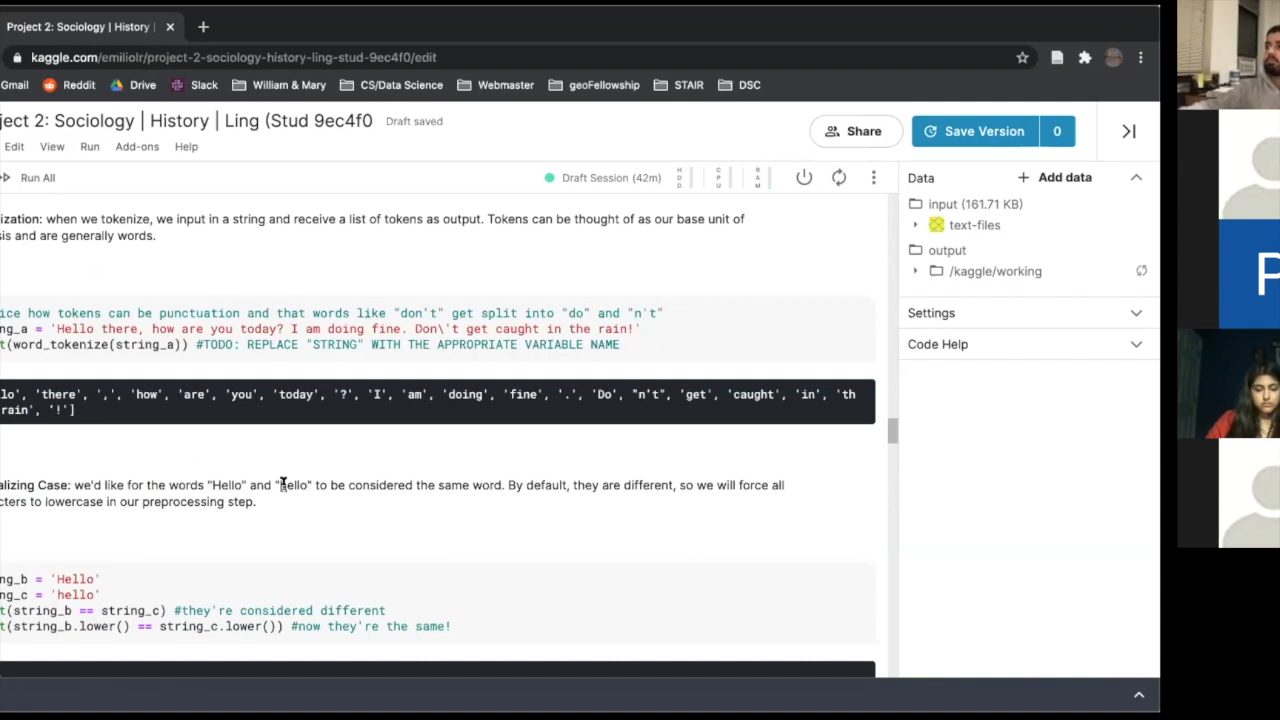 Project 2: Sociology | History |
kaggle.com/emiliolr/project-2-sociology-history-ling-stud-9ec4f0/edit
Gmail Reddit Drive Slack William & Mary CS/Data Science Webmaster geoFellowship STAIR DSC
ject 2: Sociology | History | Ling (Stud 9ec4f0 Draft saved
Share Save Version 0
Edit View Run Add-ons Help
Run All Draft Session (42m) HDD CPU RAM
Data + Add data
input (161.71 KB)
text-files
output
/kaggle/working
Settings
Code Help
ization: when we tokenize, we input in a string and receive a list of tokens as output. Tokens can be thought of as our base unit of
sis and are generally words.
ice how tokens can be punctuation and that words like "don't" get split into "do" and "n't"
ng_a = 'Hello there, how are you today? I am doing fine. Don\'t get caught in the rain!'
t(word_tokenize(string_a)) #TODO: REPLACE "STRING" WITH THE APPROPRIATE VARIABLE NAME
lo', 'there', ',', 'how', 'are', 'you', 'today', '?', 'I', 'am', 'doing', 'fine', '.', 'Do', "n't", 'get', 'caught', 'in', 'th
rain', '!']
alizing Case: we'd like for the words "Hello" and "hello" to be considered the same word. By default, they are different, so we will force all
cters to lowercase in our preprocessing step.
ng_b = 'Hello'
ng_c = 'hello'
t(string_b == string_c) #they're considered different
t(string_b.lower() == string_c.lower()) #now they're the same!
P